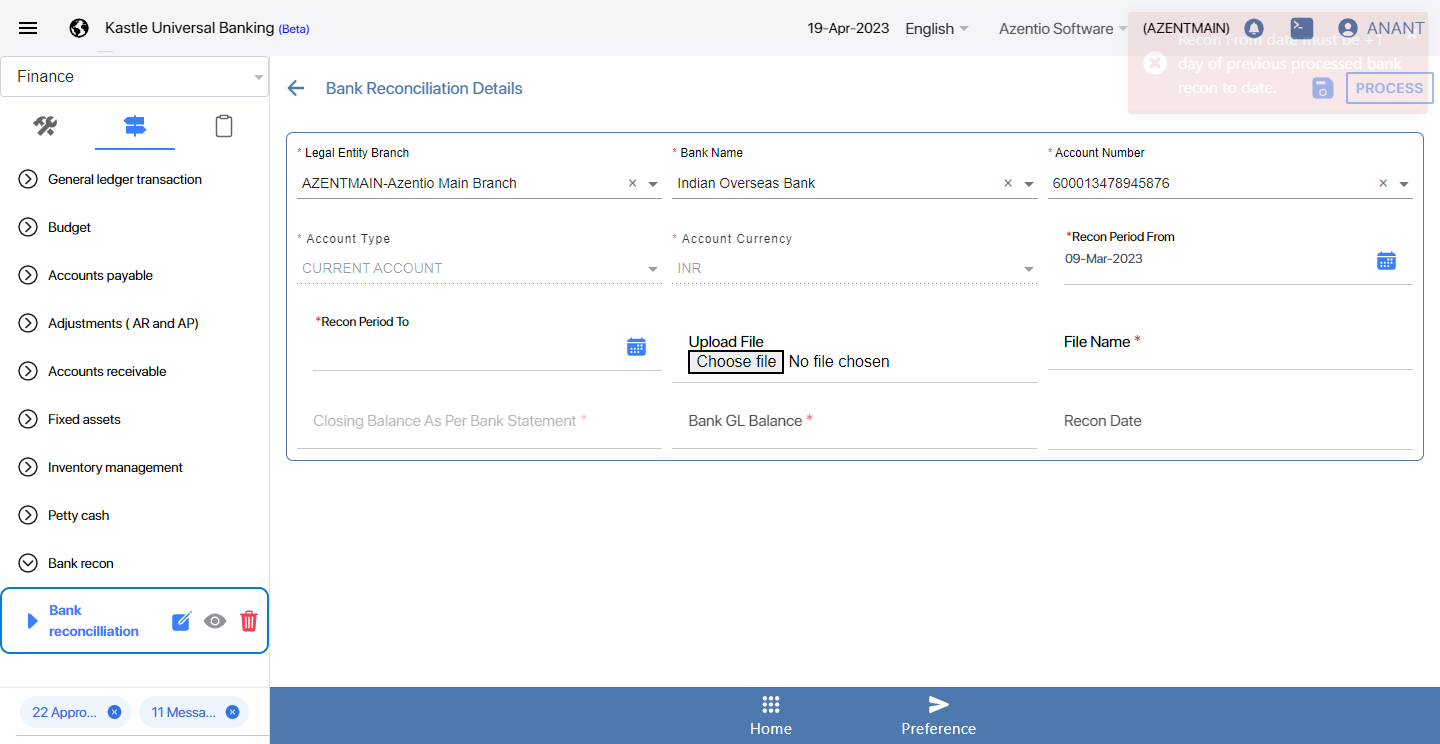 Kastle Universal Banking (Beta)
19-Apr-2023
English
Azentio Software
(AZENTMAIN)
ANANT
Recon From date must be +1
day of previous processed bank
recon to date.
Finance
Bank Reconciliation Details
PROCESS
General ledger transaction
Budget
Accounts payable
Adjustments ( AR and AP)
Accounts receivable
Fixed assets
Inventory management
Petty cash
Bank recon
Bank
reconcilliation
22 Appro...
11 Messa...
* Legal Entity Branch
AZENTMAIN-Azentio Main Branch
* Bank Name
Indian Overseas Bank
* Account Number
600013478945876
* Account Type
CURRENT ACCOUNT
* Account Currency
INR
*Recon Period From
09-Mar-2023
*Recon Period To
Upload File
Choose file No file chosen
File Name *
Closing Balance As Per Bank Statement *
Bank GL Balance *
Recon Date
Home
Preference